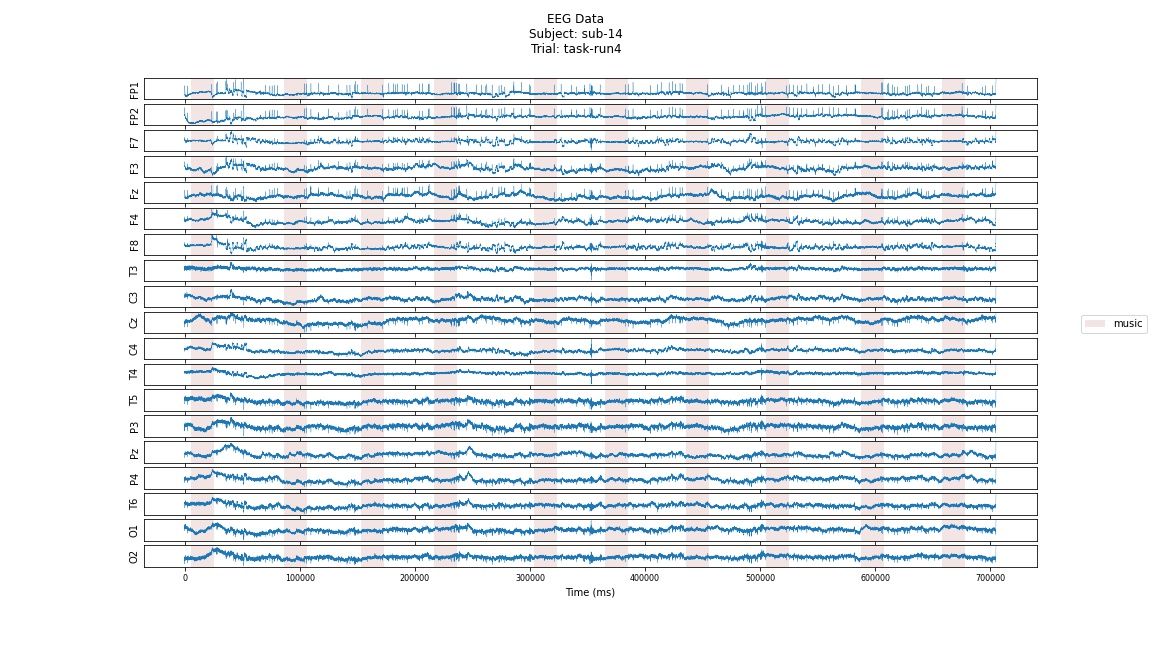 EEG Data
Subject: sub-14
Trial: task-run4
FP1
FP2
F7
F3
Fz
F4
F8
T3
C3
Cz
C4
T4
T5
P3
Pz
P4
T6
O1
O2
music
0 100000 200000 300000 400000 500000 600000 700000
Time (ms)